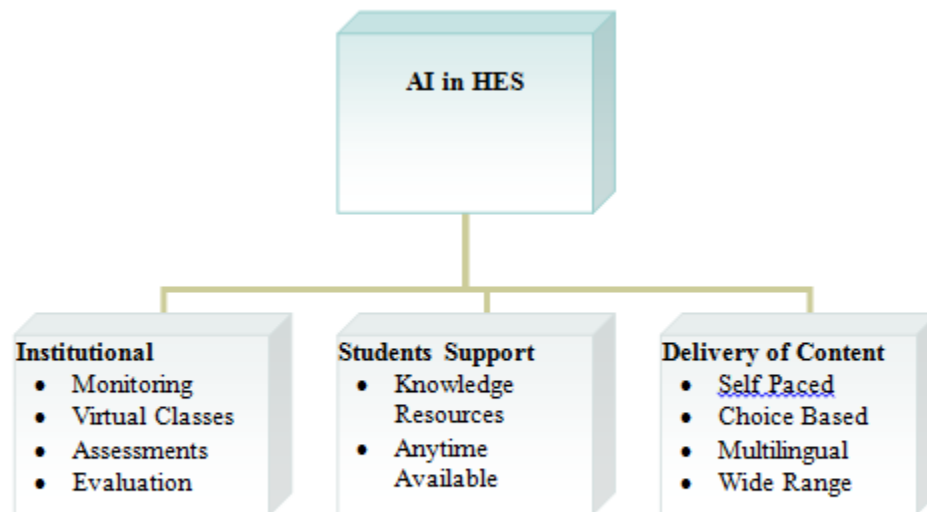 AI in HES
Institutional
• Monitoring
• Virtual Classes
• Assessments
• Evaluation
Students Support
• Knowledge
Resources
• Anytime
Available
Delivery of Content
• Self Paced
• Choice Based
• Multilingual
• Wide Range